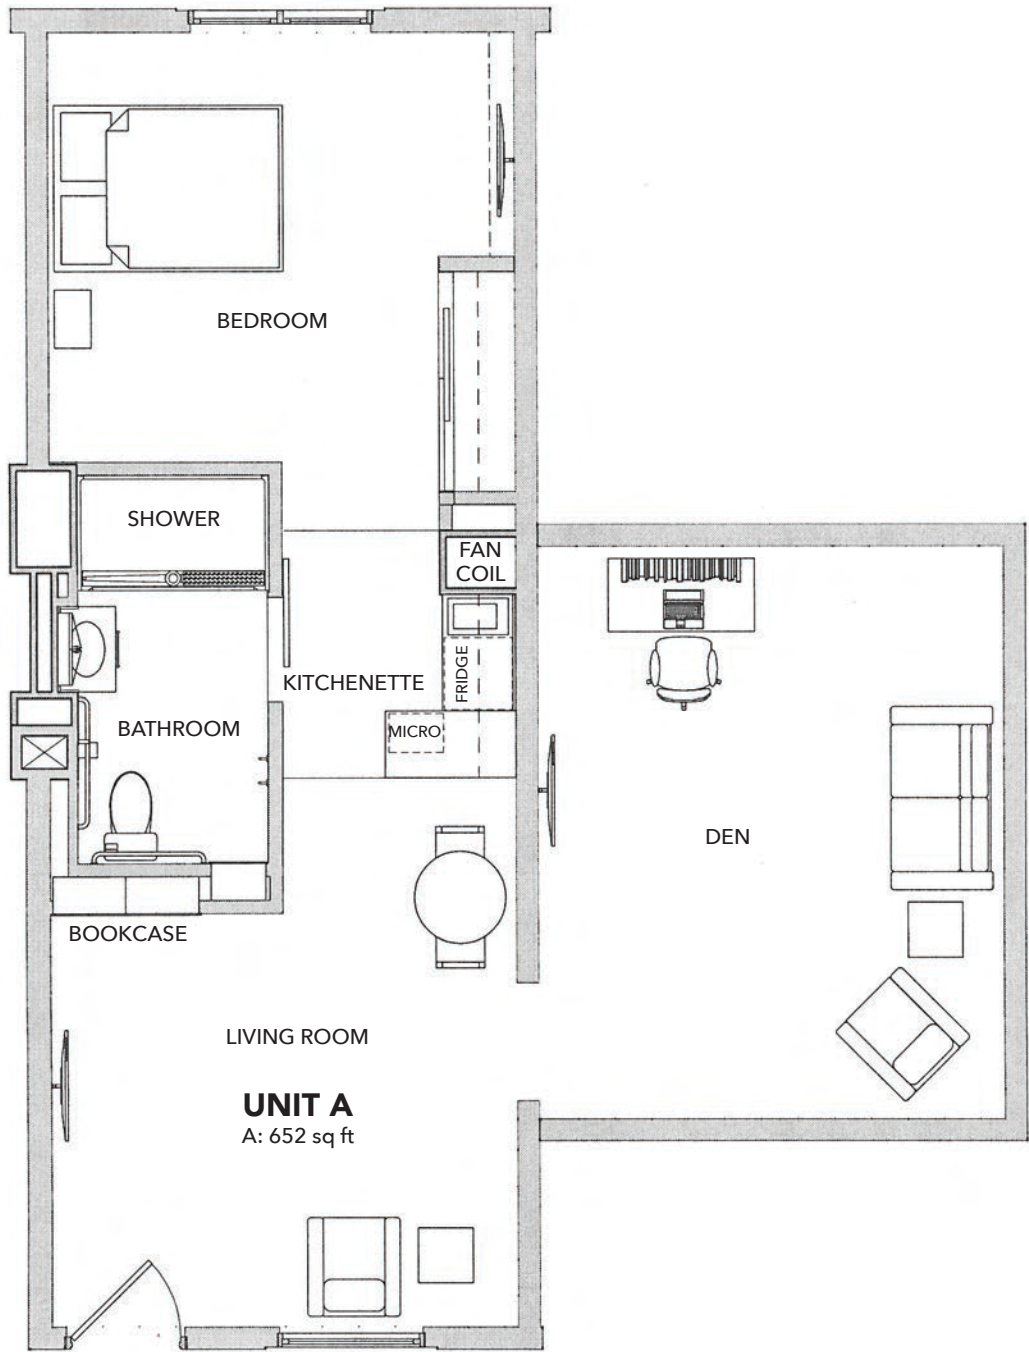 BEDROOM
SHOWER
FAN
COIL
KITCHENETTE
FRIDGE
MICRO
BATHROOM
DEN
BOOKCASE
LIVING ROOM
UNIT A
A: 652 sq ft